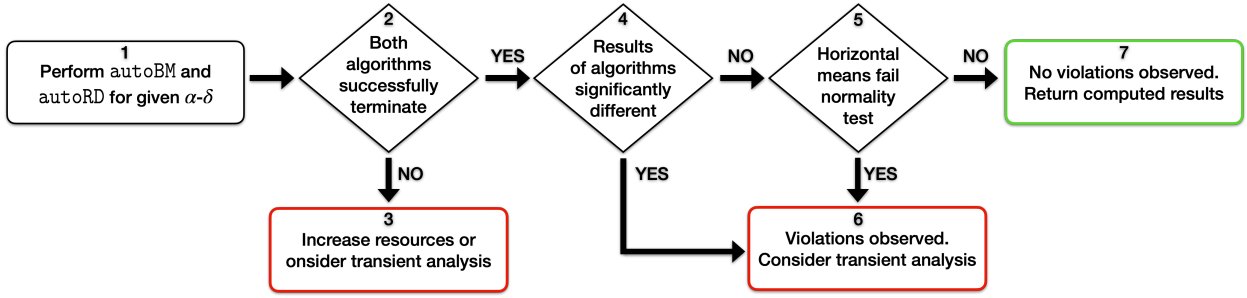 1
Perform autoBM and
autoRD for given α-δ
2
Both
algorithms
successfully
terminate
YES
NO
3
Increase resources or
onsider transient analysis
4
Results
of algorithms
significantly
different
NO
YES
5
Horizontal
means fail
normality
test
NO
YES
6
Violations observed.
Consider transient analysis
7
No violations observed.
Return computed results